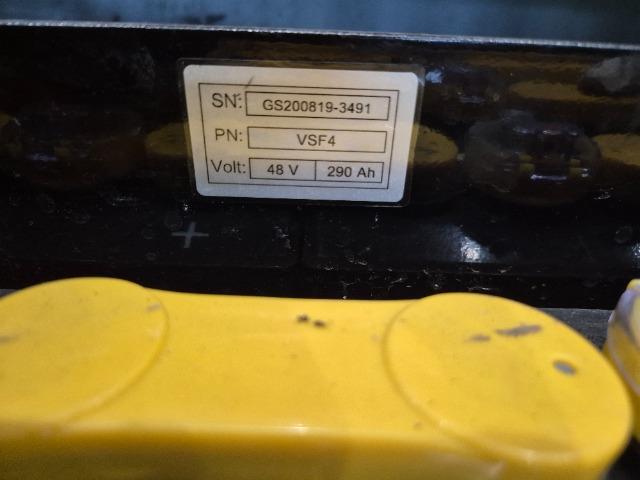 SN: GS200819-3491
PN: VSF4
Volt: 48 V 290 Ah
+